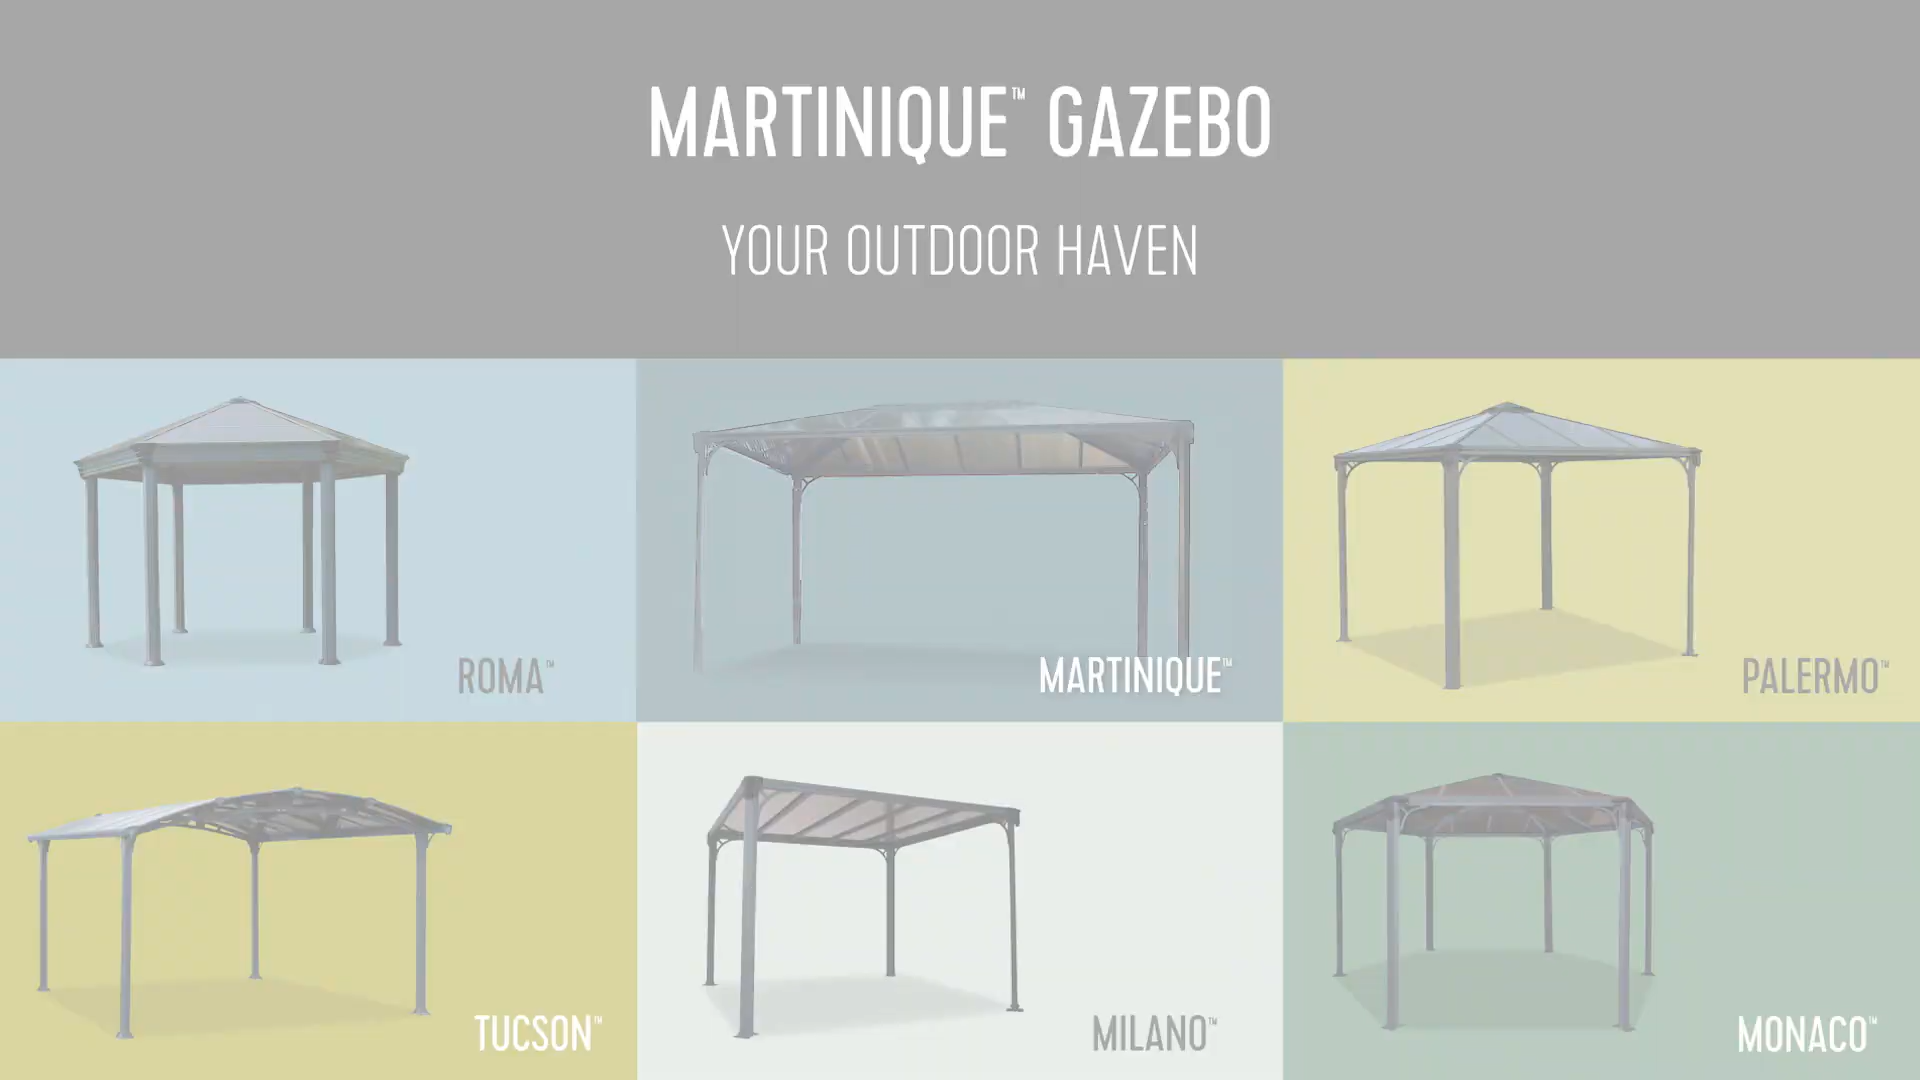 MARTINIQUE™ GAZEBO
YOUR OUTDOOR HAVEN
ROMA™
MARTINIQUE™
PALERMO™
TUCSON™
MILANO™
MONACO™